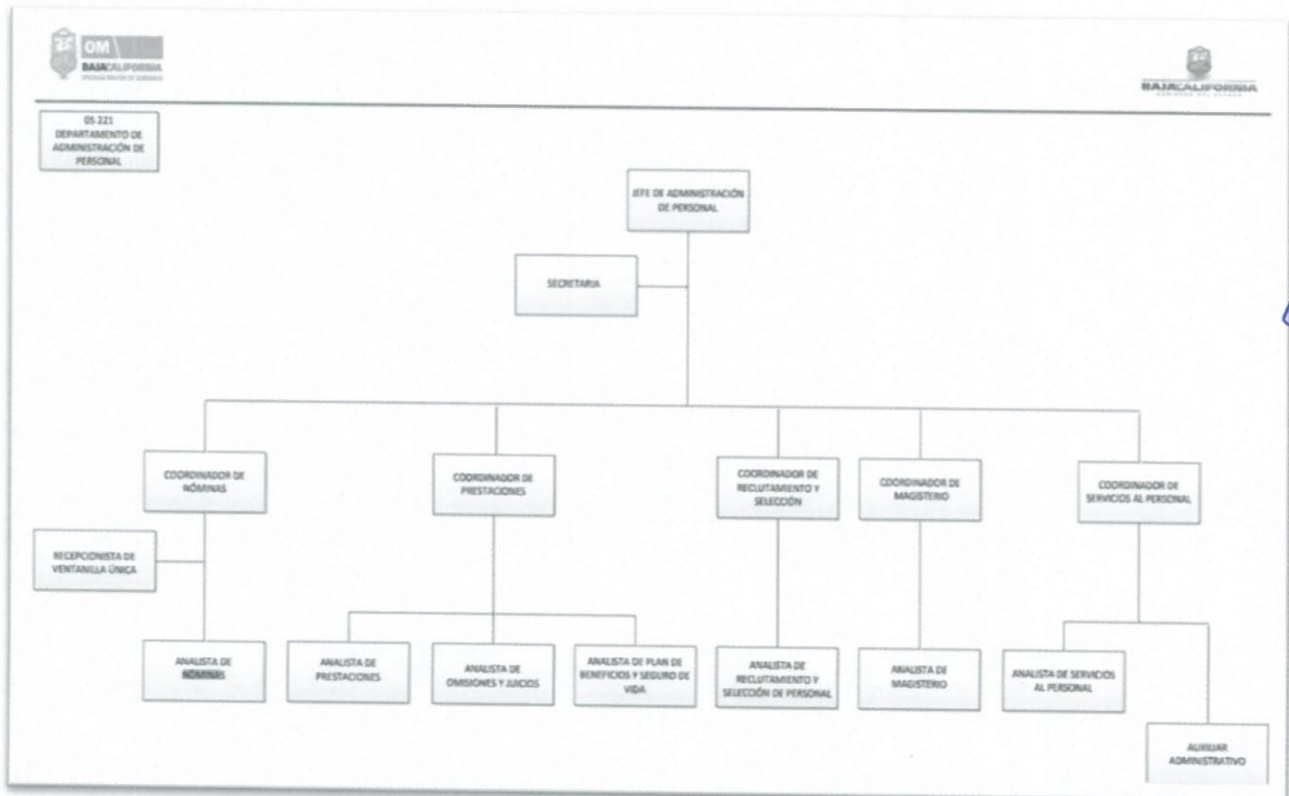 OM
BAJACALIFORNIA
BAJACALIFORNIA
GOBIERNO DEL ESTADO
05 221
DEPARTAMENTO DE
ADMINISTRACIÓN DE
PERSONAL
JEFE DE ADMINISTRACIÓN
DE PERSONAL
SECRETARIA
COORDINADOR DE
NÓMINAS
COORDINADOR DE
PRESTACIONES
COORDINADOR DE
RECLUTAMIENTO Y
SELECCIÓN
COORDINADOR DE
MAGISTERIO
COORDINADOR DE
SERVICIOS AL PERSONAL
RECEPCIONISTA DE
VENTANILLA ÚNICA
ANALISTA DE
NÓMINAS
ANALISTA DE
PRESTACIONES
ANALISTA DE
OMISIONES Y JUICIOS
ANALISTA DE PLAN DE
BENEFICIOS Y SEGURO DE
VIDA
ANALISTA DE
RECLUTAMIENTO Y
SELECCIÓN DE PERSONAL
ANALISTA DE
MAGISTERIO
ANALISTA DE SERVICIOS
AL PERSONAL
AUXILIAR
ADMINISTRATIVO